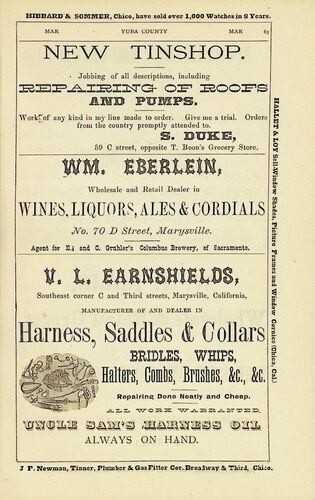 HIBBARD & SOMMER, Chico, have sold over 1,000 Watches in 8 Years.
MAR YUBA COUNTY MAR 63
NEW TINSHOP.
Jobbing of all descriptions, including
REPAIRING OF ROOFS
AND PUMPS.
Work of any kind in my line made to order. Give me a trial. Orders
from the country promptly attended to.
S. DUKE,
59 C street, opposite T. Boon's Grocery Store.
WM. EBERLEIN,
Wholesale and Retail Dealer in
WINES, LIQUORS, ALES & CORDIALS
No. 70 D Street, Marysville.
Agent for E. and C. Gruhler's Columbus Brewery, of Sacramento.
V. L. EARNSHIELDS,
Southeast corner C and Third streets, Marysville, California,
MANUFACTURER OF AND DEALER IN
Harness, Saddles & Collars
BRIDLES, WHIPS,
Halters, Combs, Brushes, &c., &c.
Repairing Done Neatly and Cheap.
ALL WORK WARRANTED.
UNCLE SAM'S HARNESS OIL
ALWAYS ON HAND.
HALLET & LOY Sell Window Shades, Picture Frames and Window Cornics (Chico, Cal.)
J. F. Newman, Tinner, Plumber & Gas Fitter Cor. Broadway & Third, Chico.